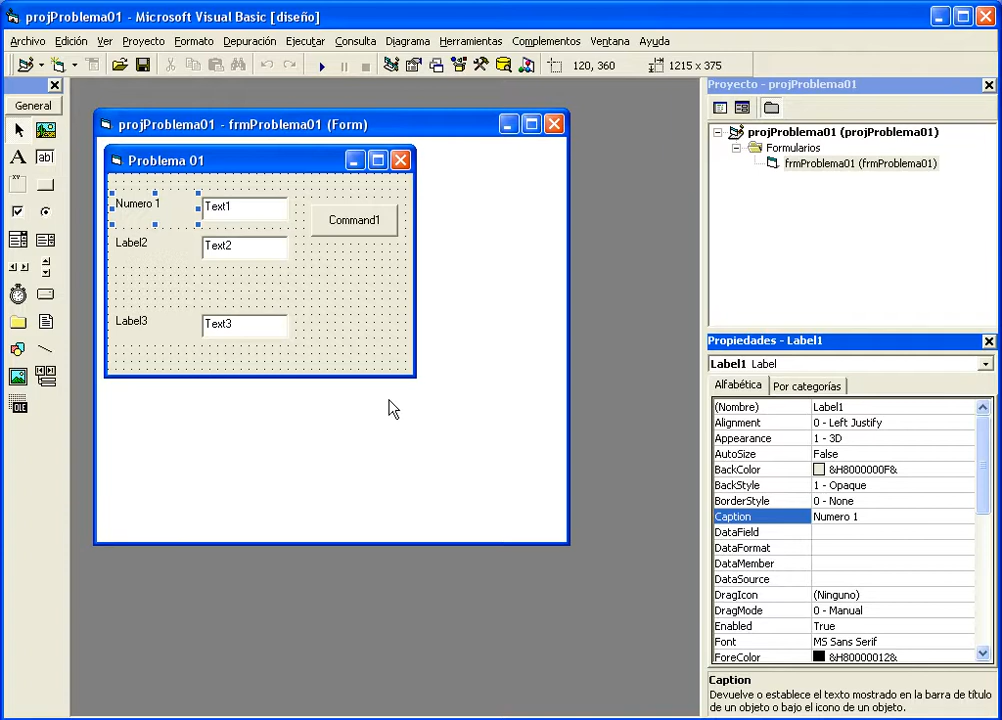 projProblema01 - Microsoft Visual Basic [diseño]
Archivo Edición Ver Proyecto Formato Depuración Ejecutar Consulta Diagrama Herramientas Complementos Ventana Ayuda
120, 360 1215 x 375
General
A ab|
xv
OLE
projProblema01 - frmProblema01 (Form)
Problema 01
Numero 1 Text1 Command1
Label2 Text2
Label3 Text3
Proyecto - projProblema01
projProblema01 (projProblema01)
Formularios
frmProblema01 (frmProblema01)
Propiedades - Label1
Label1 Label
Alfabética Por categorías
(Nombre) Label1
Alignment 0 - Left Justify
Appearance 1 - 3D
AutoSize False
BackColor &H8000000F&
BackStyle 1 - Opaque
BorderStyle 0 - None
Caption Numero 1
DataField
DataFormat
DataMember
DataSource
DragIcon (Ninguno)
DragMode 0 - Manual
Enabled True
Font MS Sans Serif
ForeColor &H80000012&
Caption
Devuelve o establece el texto mostrado en la barra de título
de un objeto o bajo el icono de un objeto.